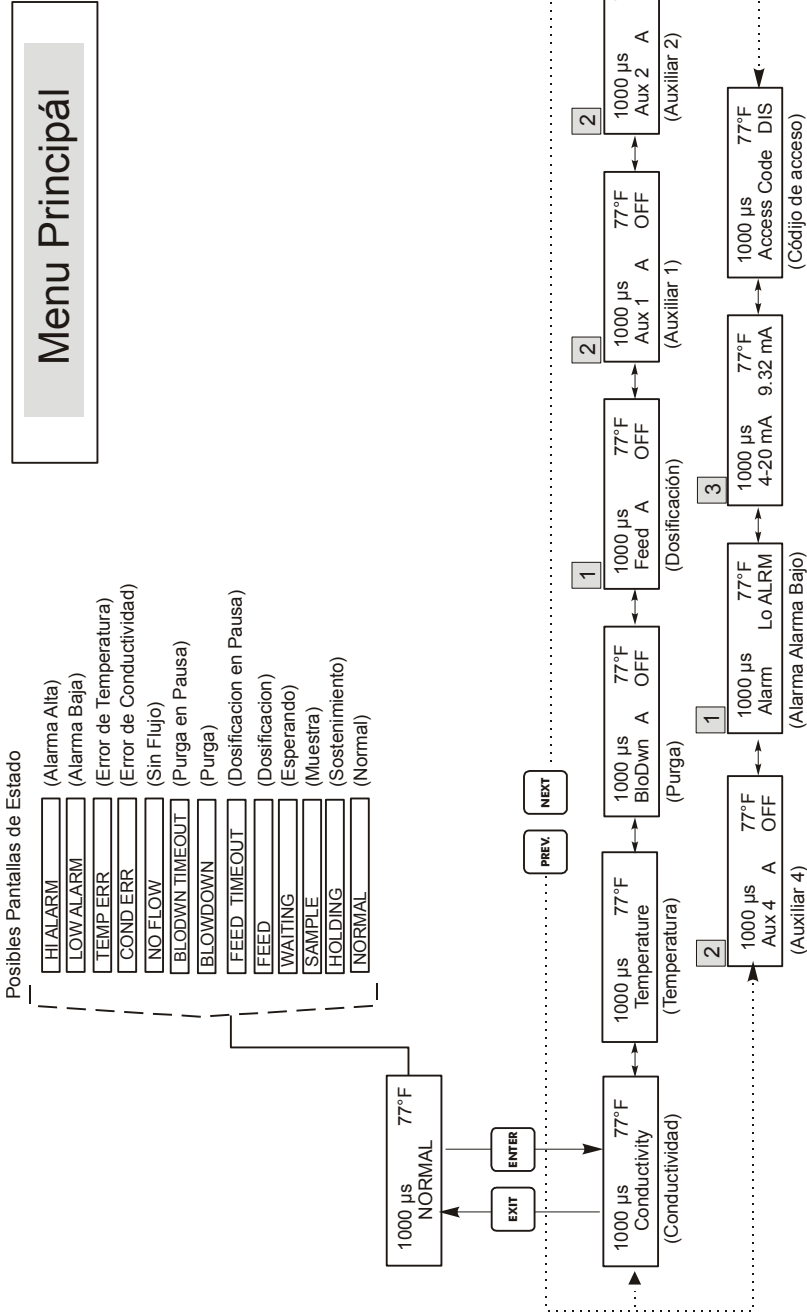 Menu Principál
Posibles Pantallas de Estado
HI ALARM (Alarma Alta)
LOW ALARM (Alarma Baja)
TEMP ERR (Error de Temperatura)
COND ERR (Error de Conductividad)
NO FLOW (Sin Flujo)
BLODWN TIMEOUT (Purga en Pausa)
BLOWDOWN (Purga)
FEED TIMEOUT (Dosificacion en Pausa)
FEED (Dosificacion)
WAITING (Esperando)
SAMPLE (Muestra)
HOLDING (Sostenimiento)
NORMAL (Normal)
1000 µs 77°F
NORMAL
EXIT
ENTER
PREV.
NEXT
1000 µs 77°F
Conductivity
(Conductividad)
1000 µs 77°F
Temperature
(Temperatura)
1000 µs 77°F
BloDwn A OFF
(Purga)
1
1000 µs 77°F
Feed A OFF
(Dosificación)
2
1000 µs 77°F
Aux 1 A OFF
(Auxiliar 1)
2
1000 µs
Aux 2 A
(Auxiliar 2)
2
1000 µs 77°F
Aux 4 A OFF
(Auxiliar 4)
1
1000 µs 77°F
Alarm Lo ALRM
(Alarma Alarma Bajo)
3
1000 µs 77°F
4-20 mA 9.32 mA
1000 µs 77°F
Access Code DIS
(Códijo de acceso)